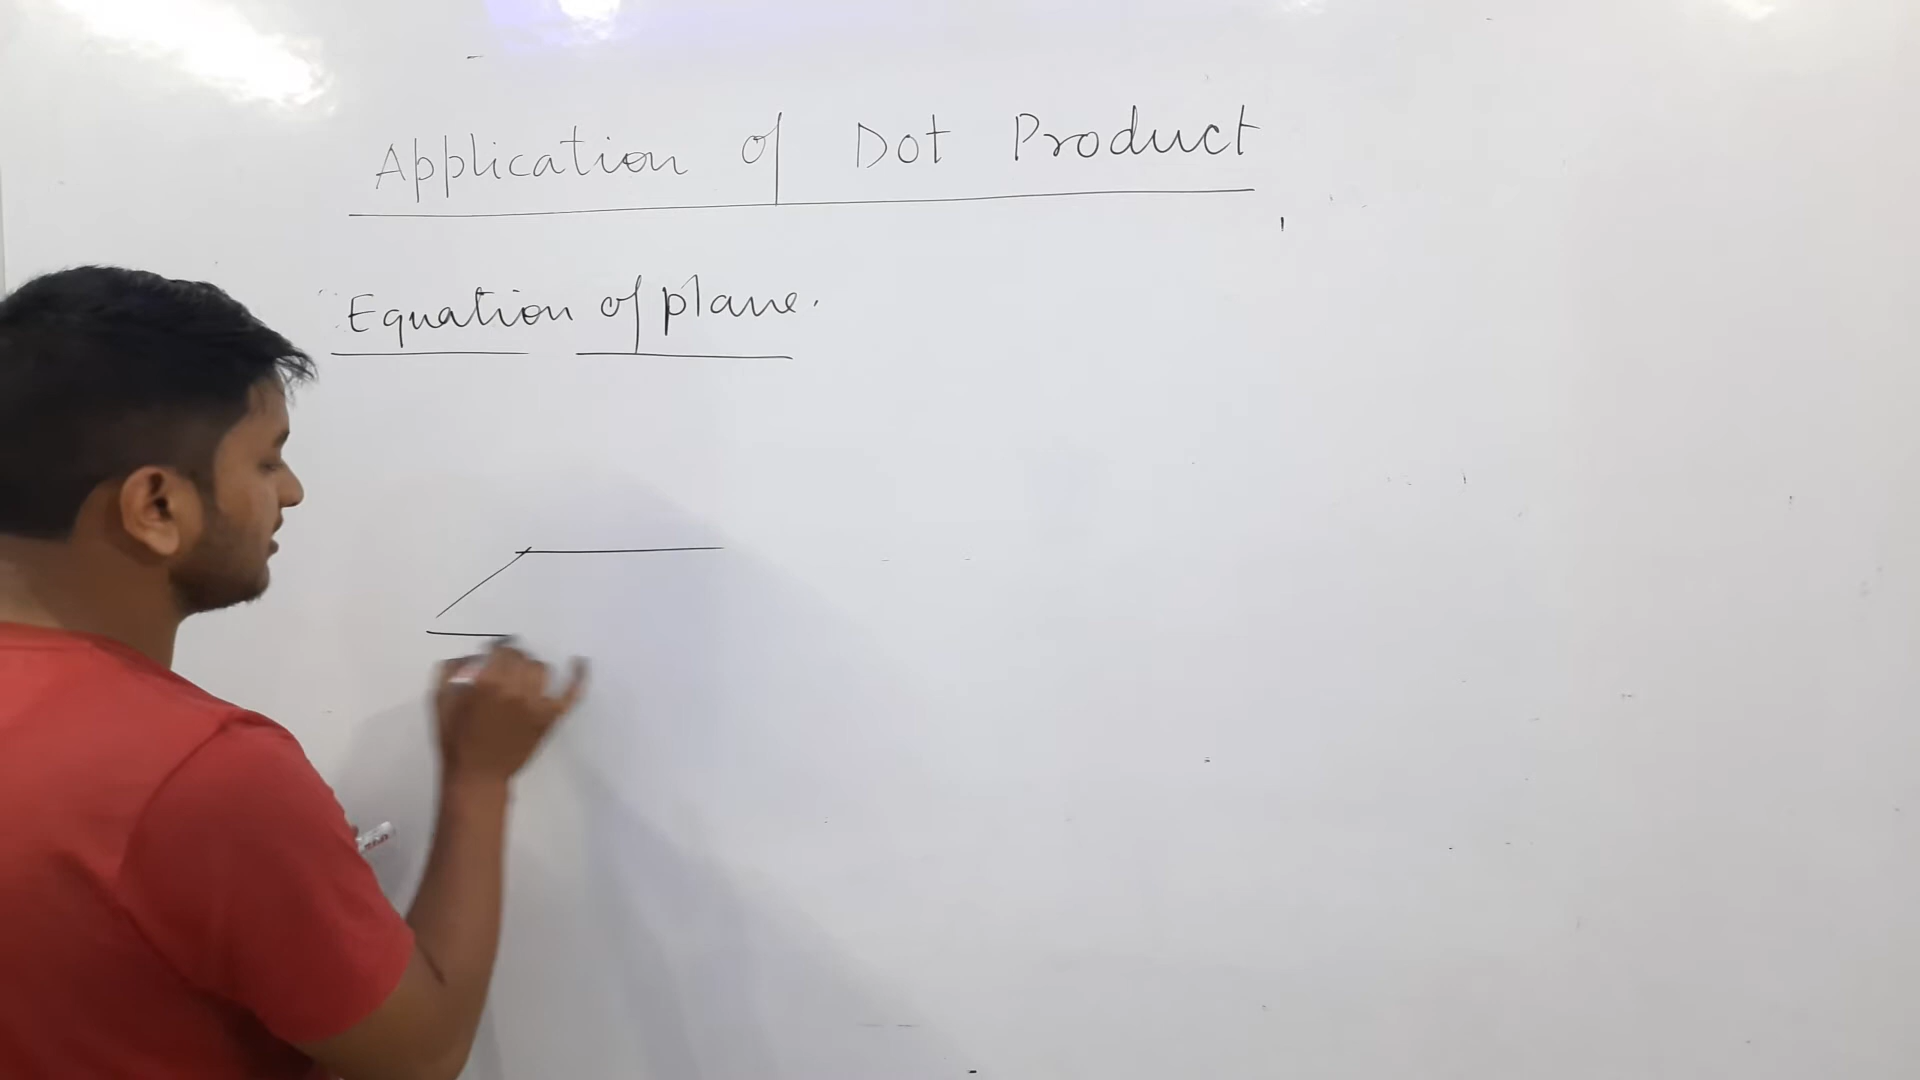 Application of Dot Product
Equation of plane.